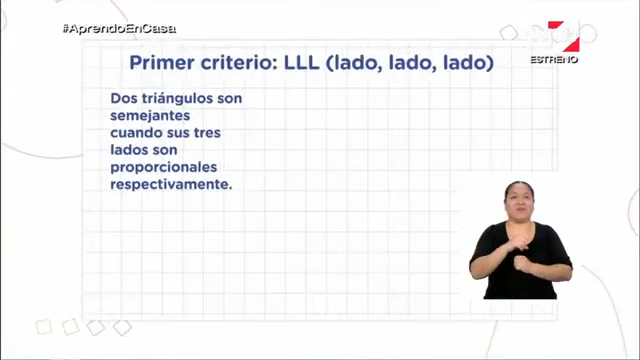 #AprendoEnCasa
ESTRENO
Primer criterio: LLL (lado, lado, lado)
Dos triángulos son
semejantes
cuando sus tres
lados son
proporcionales
respectivamente.